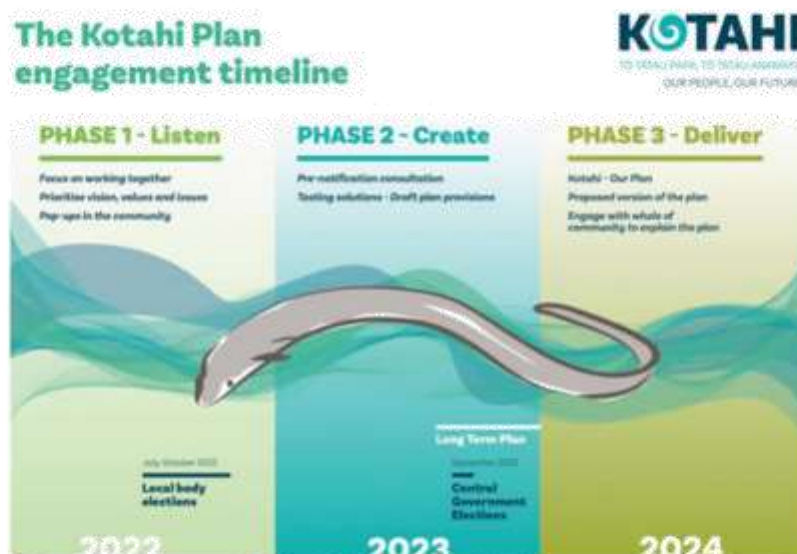 The Kotahi Plan
engagement timeline
KOTAHI
OUR PEOPLE, OUR FUTURE
PHASE 1 - Listen
Focus on working together
Prioritise vision, values and issues
Pop-ups in the community
PHASE 2 - Create
Pre-notification consultation
Testing solutions - Draft plan provisions
PHASE 3 - Deliver
Kotahi - Our Plan
Proposed version of the plan
Engage with whole of
community to explain the plan
Local body
elections
Long Term Plan
Central
Government
Elections
2022
2023
2024